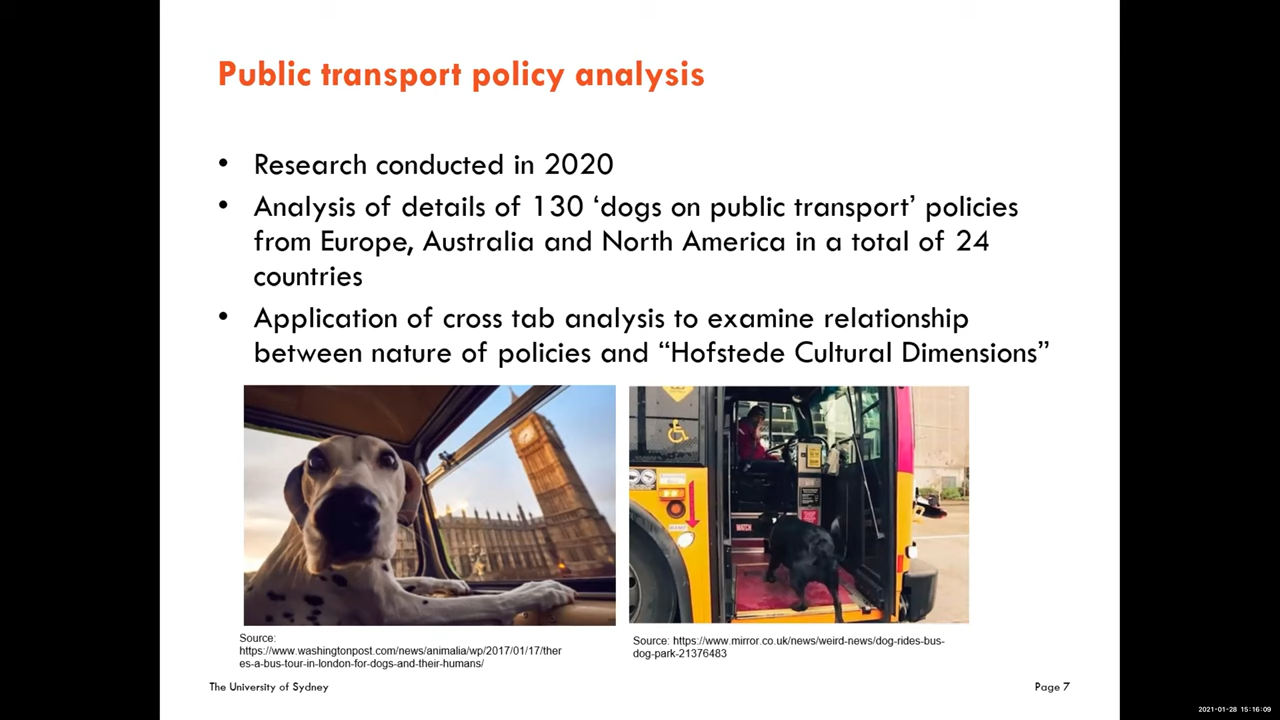 Public transport policy analysis
• Research conducted in 2020
• Analysis of details of 130 ‘dogs on public transport’ policies
from Europe, Australia and North America in a total of 24
countries
• Application of cross tab analysis to examine relationship
between nature of policies and “Hofstede Cultural Dimensions”
Source:
https://www.washingtonpost.com/news/animalia/wp/2017/01/17/ther
es-a-bus-tour-in-london-for-dogs-and-their-humans/
Source: https://www.mirror.co.uk/news/weird-news/dog-rides-bus-
dog-park-21376483
The University of Sydney
Page 7
2021-01-28 15:16:09